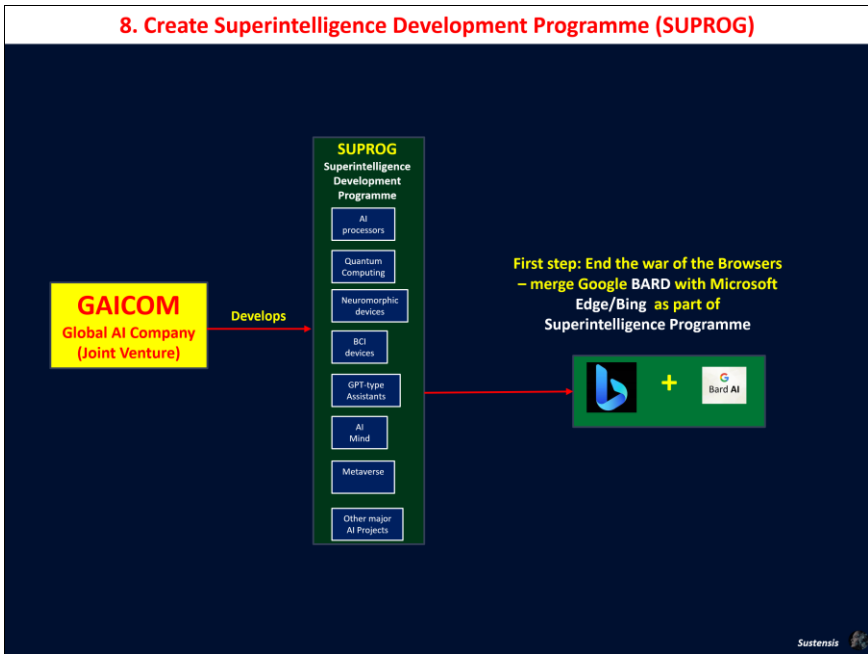 8. Create Superintelligence Development Programme (SUPROG)
SUPROG
Superintelligence
Development
Programme
AI
processors
Quantum
Computing
Neuromorphic
devices
BCI
devices
GPT-type
Assistants
AI
Mind
Metaverse
Other major
AI Projects
GAICOM
Global AI Company
(Joint Venture)
Develops
First step: End the war of the Browsers
– merge Google BARD with Microsoft
Edge/Bing as part of
Superintelligence Programme
+
G
Bard AI
Sustensis